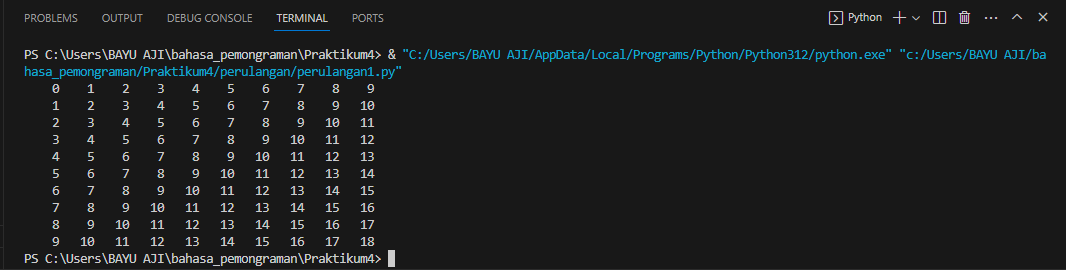 PROBLEMS OUTPUT DEBUG CONSOLE TERMINAL PORTS Python
PS C:\Users\BAYU AJI\bahasa_pemongraman\Praktikum4> & "C:/Users/BAYU AJI/AppData/Local/Programs/Python/Python312/python.exe" "c:/Users/BAYU AJI/ba
hasa_pemongraman/Praktikum4/perulangan/perulangan1.py"
0 1 2 3 4 5 6 7 8 9
1 2 3 4 5 6 7 8 9 10
2 3 4 5 6 7 8 9 10 11
3 4 5 6 7 8 9 10 11 12
4 5 6 7 8 9 10 11 12 13
5 6 7 8 9 10 11 12 13 14
6 7 8 9 10 11 12 13 14 15
7 8 9 10 11 12 13 14 15 16
8 9 10 11 12 13 14 15 16 17
9 10 11 12 13 14 15 16 17 18
PS C:\Users\BAYU AJI\bahasa_pemongraman\Praktikum4>